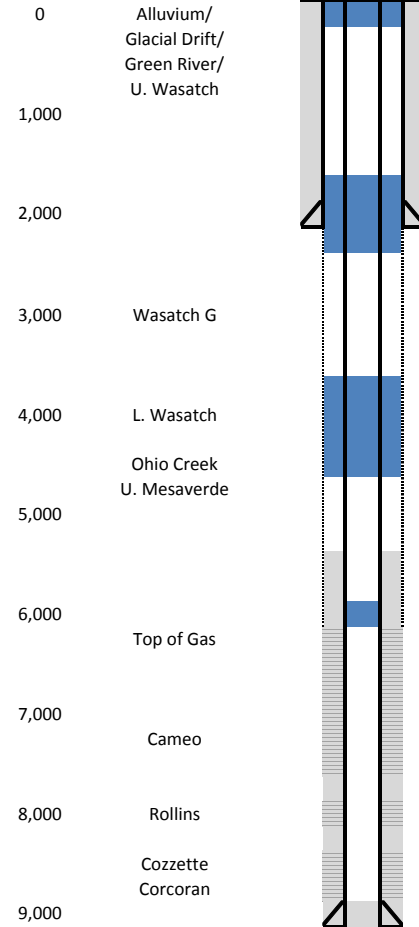 0 Alluvium/
Glacial Drift/
Green River/
U. Wasatch
1,000
2,000
3,000 Wasatch G
4,000 L. Wasatch
Ohio Creek
U. Mesaverde
5,000
6,000
Top of Gas
7,000
Cameo
8,000 Rollins
Cozzette
Corcoran
9,000